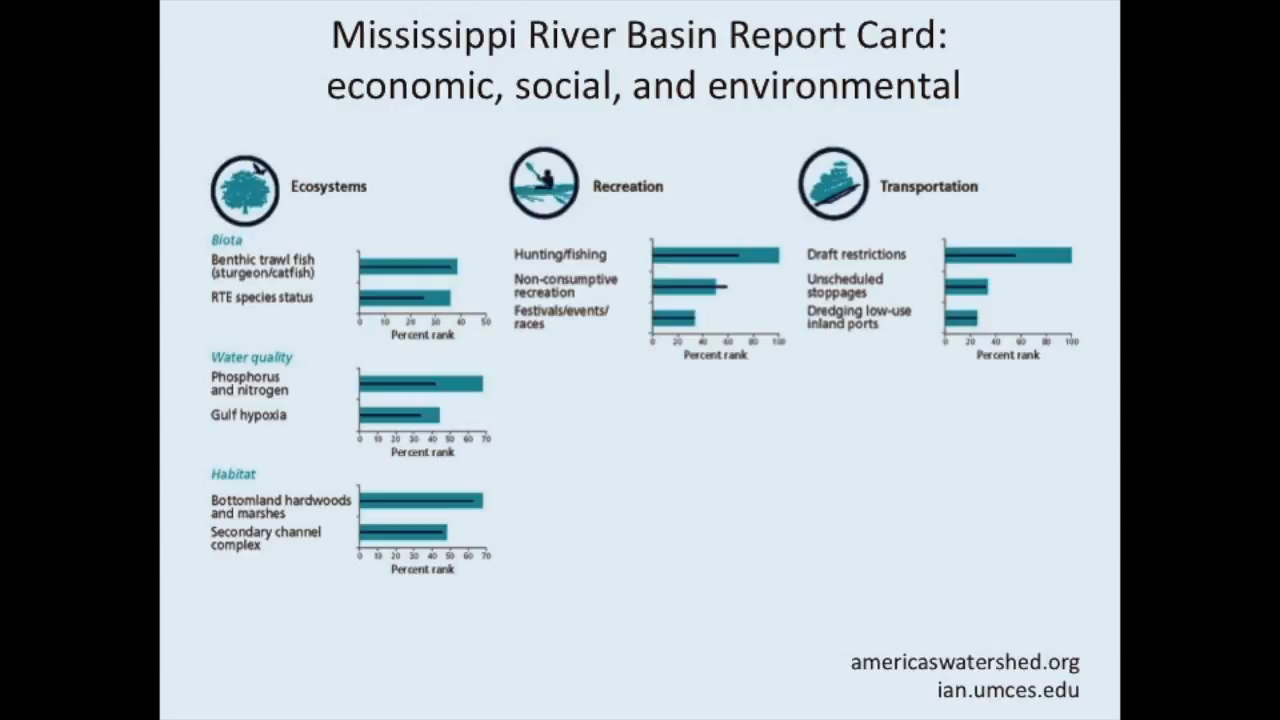 Mississippi River Basin Report Card:
economic, social, and environmental
Ecosystems
Biota
Benthic trawl fish
(sturgeon/catfish)
RTE species status
0 10 20 30 40 50
Percent rank
Water quality
Phosphorus
and nitrogen
Gulf hypoxia
0 10 20 30 40 50 60 70
Percent rank
Habitat
Bottomland hardwoods
and marshes
Secondary channel
complex
0 10 20 30 40 50 60 70
Percent rank
Recreation
Hunting/fishing
Non-consumptive
recreation
Festivals/events/
races
0 20 40 60 80 100
Percent rank
Transportation
Draft restrictions
Unscheduled
stoppages
Dredging low-use
inland ports
0 20 40 60 80 100
Percent rank
americaswatershed.org
ian.umces.edu